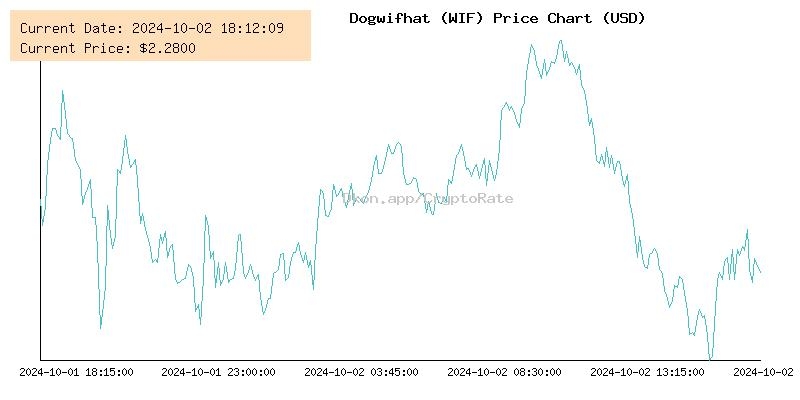 Dogwifhat (WIF) Price Chart (USD)
Current Date: 2024-10-02 18:12:09
Current Price: $2.2800
Ukon.app/CryptoRate
2024-10-01 18:15:00 2024-10-01 23:00:00 2024-10-02 03:45:00 2024-10-02 08:30:00 2024-10-02 13:15:00 2024-10-02